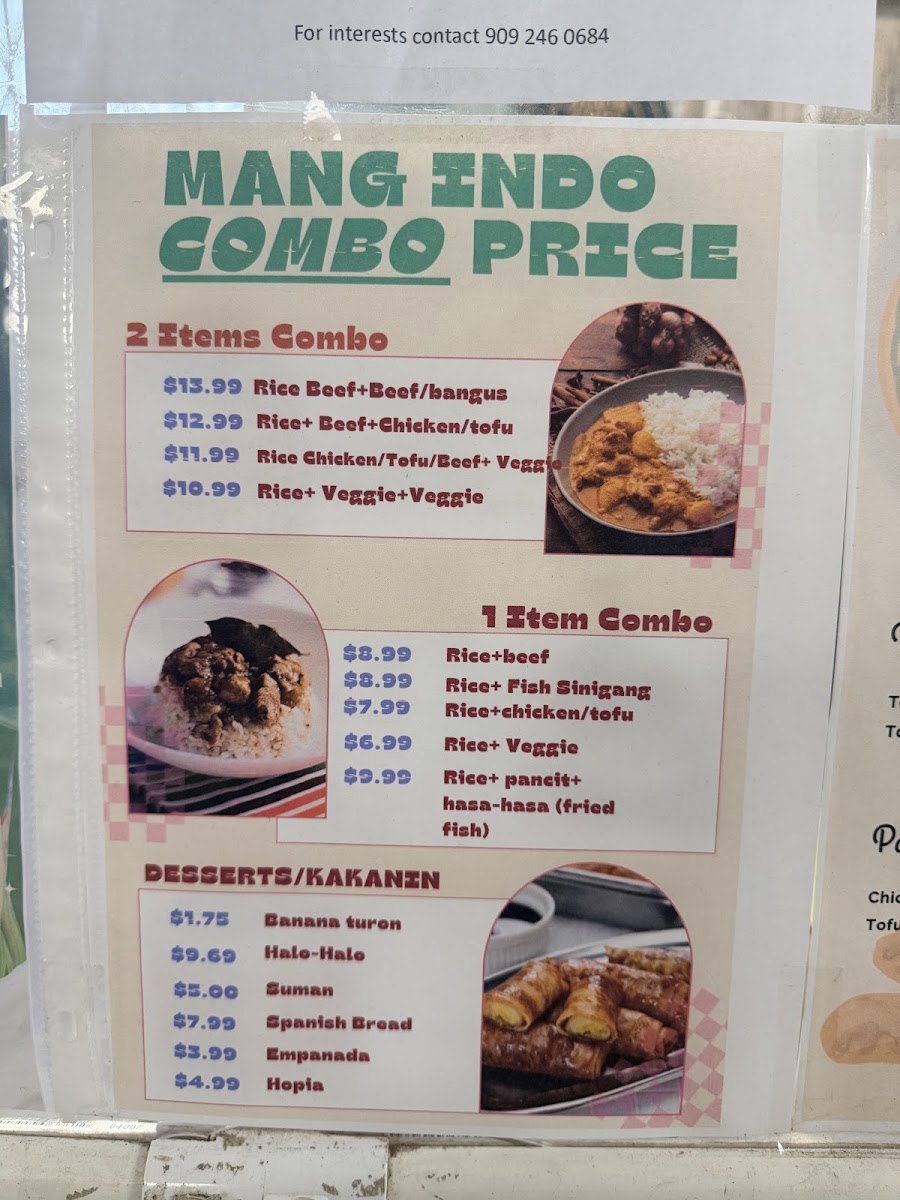 For interests contact 909 246 0684
MANG INDO
COMBO PRICE
2 Items Combo
$13.99 Rice Beef+Beef/bangus
$12.99 Rice+ Beef+Chicken/tofu
$11.99 Rice Chicken/Tofu/Beef+ Veggie
$10.99 Rice+ Veggie+Veggie
1 Item Combo
$8.99 Rice+beef
$8.99 Rice+ Fish Sinigang
$7.99 Rice+chicken/tofu
$6.99 Rice+ Veggie
$9.99 Rice+ pancit+
hasa-hasa (fried
fish)
DESSERTS/KAKANIN
$1.75 Banana turon
$9.69 Halo-Halo
$5.00 Suman
$7.99 Spanish Bread
$3.99 Empanada
$4.99 Hopia